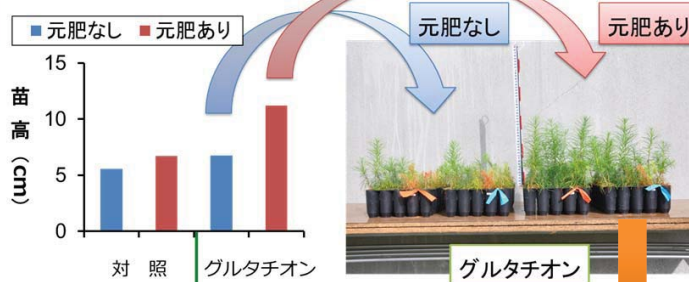 元肥なし 元肥あり
元肥なし
元肥あり
苗高(cm)
15
10
5
0
対 照
グルタチオン
グルタチオン